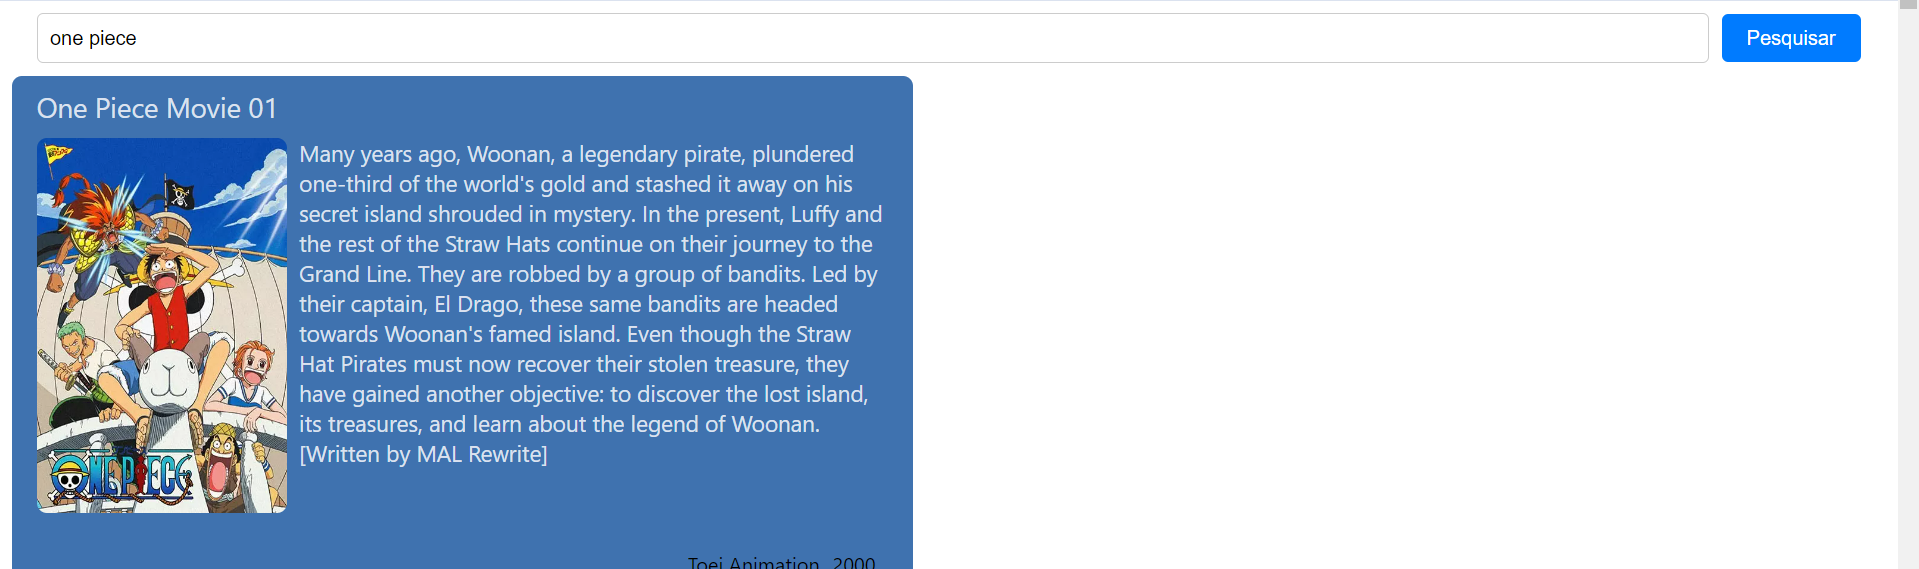 one piece
Pesquisar
One Piece Movie 01
Many years ago, Woonan, a legendary pirate, plundered
one-third of the world's gold and stashed it away on his
secret island shrouded in mystery. In the present, Luffy and
the rest of the Straw Hats continue on their journey to the
Grand Line. They are robbed by a group of bandits. Led by
their captain, El Drago, these same bandits are headed
towards Woonan's famed island. Even though the Straw
Hat Pirates must now recover their stolen treasure, they
have gained another objective: to discover the lost island,
its treasures, and learn about the legend of Woonan.
[Written by MAL Rewrite]
ONE PIECE
Toei Animation 2000